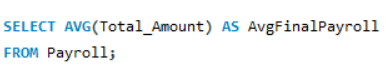 SELECT AVG(Total_Amount) AS AvgFinalPayroll
FROM Payroll;